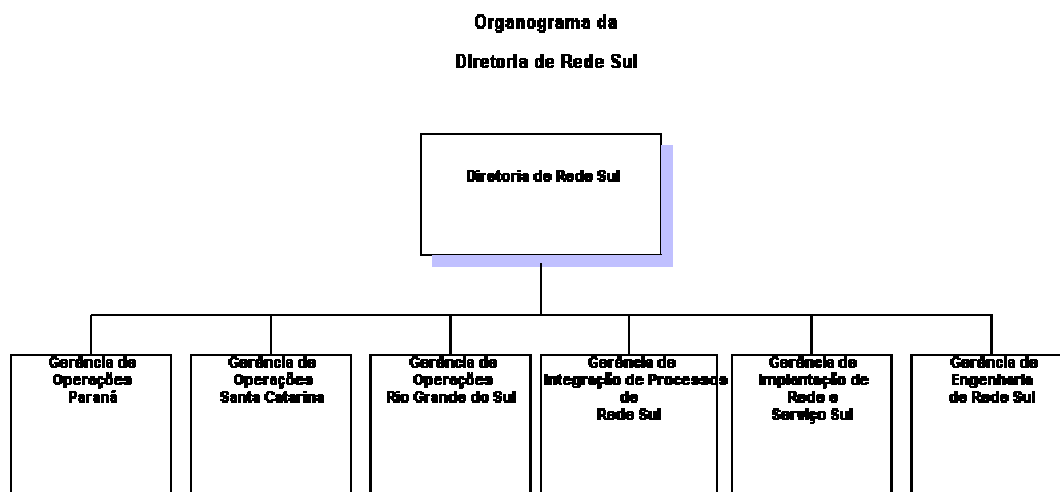 Organograma da
Diretoria de Rede Sul
Diretoria de Rede Sul
Gerência de
Operações
Paraná
Gerência de
Operações
Santa Catarina
Gerência de
Operações
Rio Grande do Sul
Gerência de
Integração de Processos
de
Rede Sul
Gerência de
Implantação de
Rede e
Serviço Sul
Gerência de
Engenharia
de Rede Sul